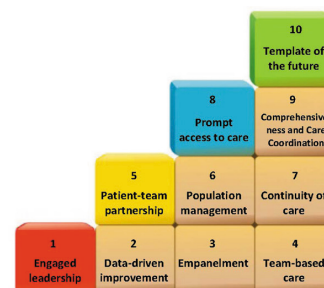 10
Template of
the future
8
Prompt
access to care
9
Comprehensive
ness and Care
Coordination
5
Patient-team
partnership
6
Population
management
7
Continuity of
care
1
Engaged
leadership
2
Data-driven
improvement
3
Empanelment
4
Team-based
care